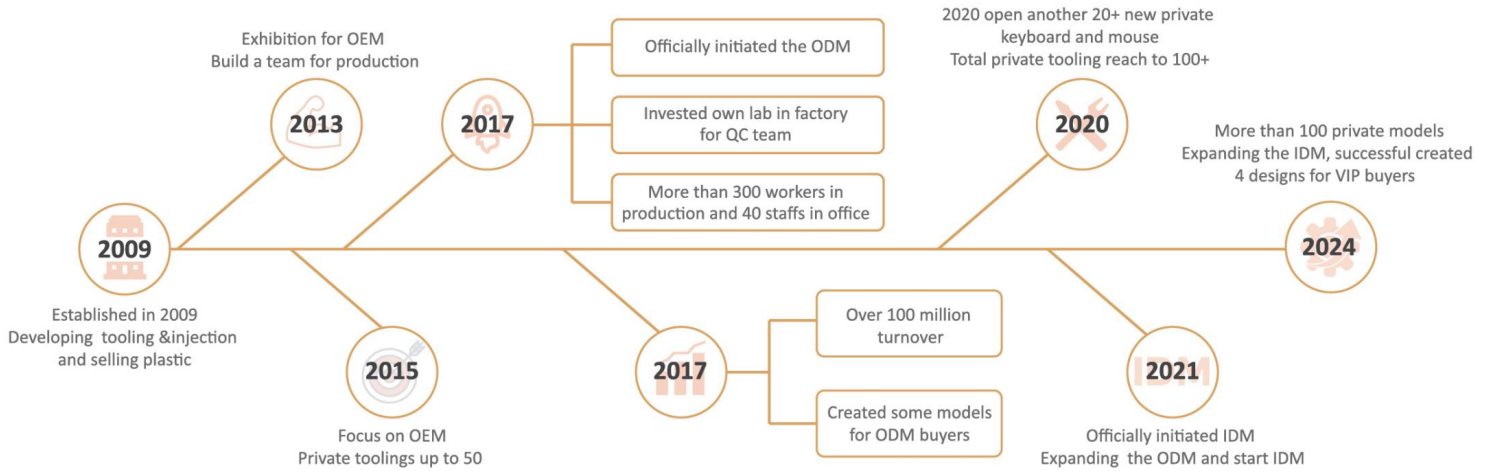 2009
Established in 2009
Developing tooling &injection
and selling plastic
Exhibition for OEM
Build a team for production
2013
2015
Focus on OEM
Private toolings up to 50
2017
Officially initiated the ODM
Invested own lab in factory
for QC team
More than 300 workers in
production and 40 staffs in office
2017
Over 100 million
turnover
Created some models
for ODM buyers
2020 open another 20+ new private
keyboard and mouse
Total private tooling reach to 100+
2020
IDM
2021
Officially initiated IDM
Expanding the ODM and start IDM
More than 100 private models
Expanding the IDM, successful created
4 designs for VIP buyers
2024